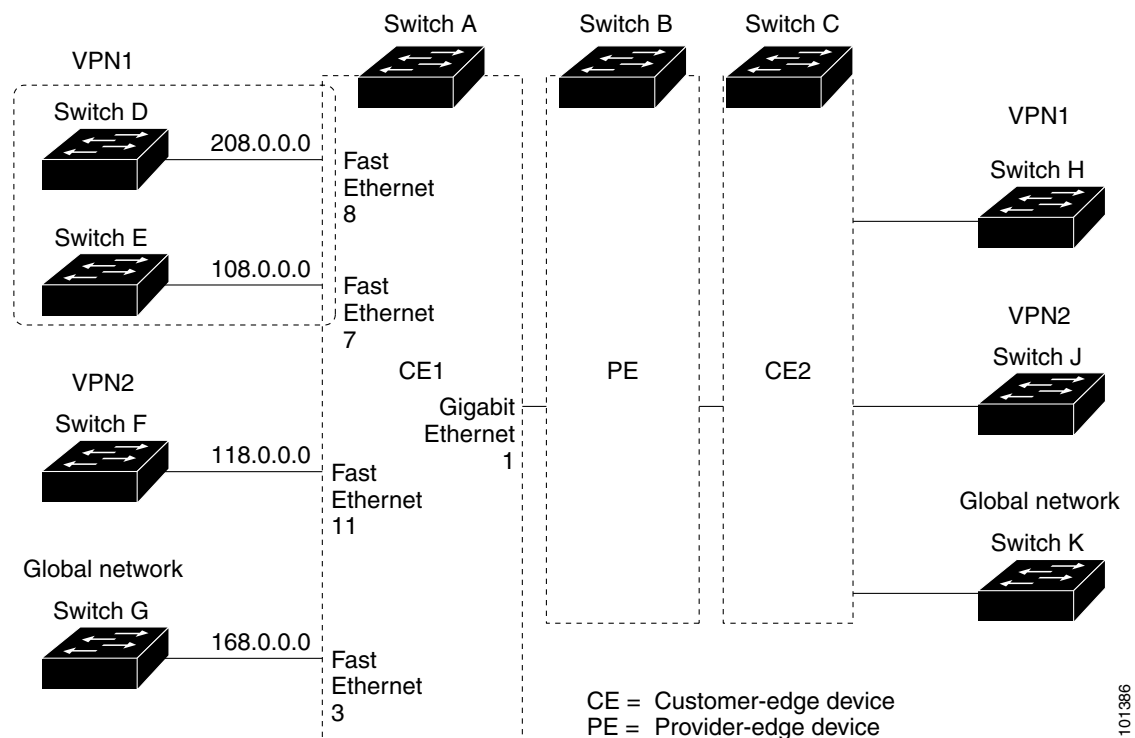 Switch A
Switch B
Switch C
VPN1
Switch D
208.0.0.0
Fast
Ethernet
8
Switch E
108.0.0.0
Fast
Ethernet
7
VPN2
Switch F
118.0.0.0
Fast
Ethernet
11
Global network
Switch G
168.0.0.0
Fast
Ethernet
3
CE1
Gigabit
Ethernet
1
PE
CE2
VPN1
Switch H
VPN2
Switch J
Global network
Switch K
CE = Customer-edge device
PE = Provider-edge device
101386